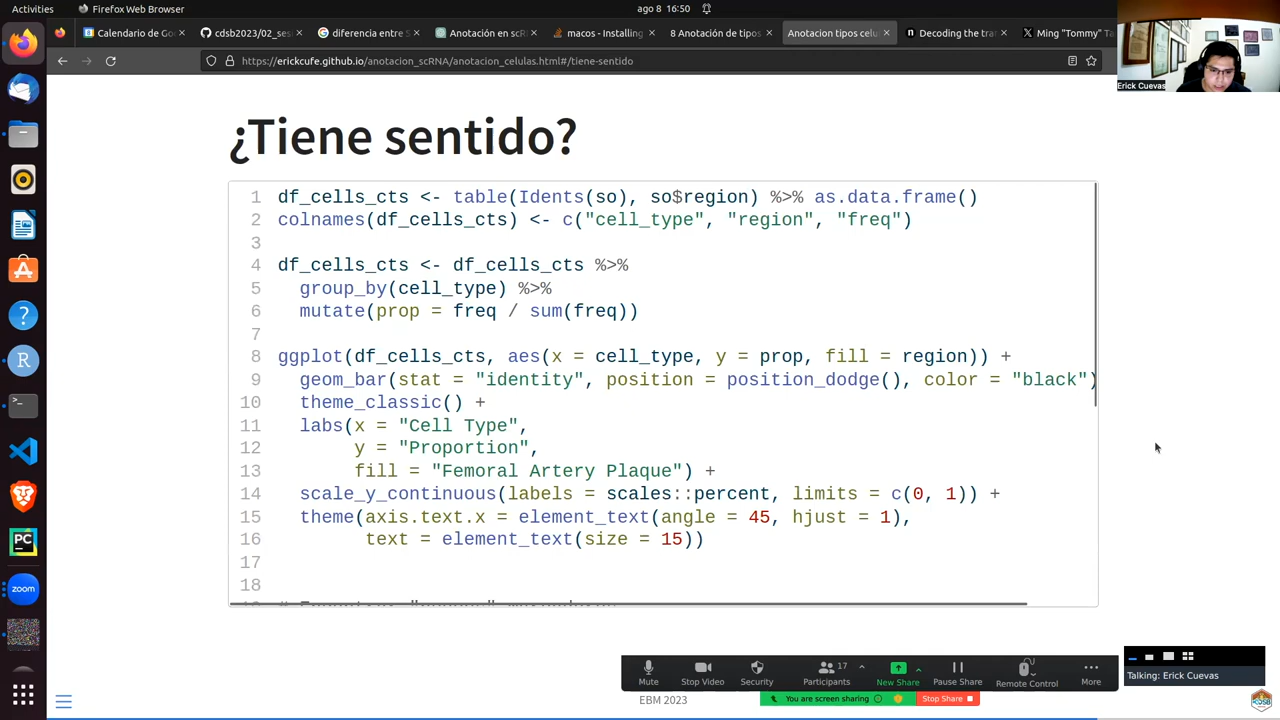 Activities
Firefox Web Browser
ago 8 16:50
Calendario de Go
cdsb2023/02_ses
diferencia entre S
Anotación en sc
macos - Installing
8 Anotación de tipos
Anotacion tipos celu
Decoding the tra
Ming "Tommy" Ta
https://erickcufe.github.io/anotacion_scRNA/anotacion_celulas.html#/tiene-sentido
Erick Cuevas
¿Tiene sentido?
1 df_cells_cts <- table(Idents(so), so$region) %>% as.data.frame()
2 colnames(df_cells_cts) <- c("cell_type", "region", "freq")
3
4 df_cells_cts <- df_cells_cts %>%
5 group_by(cell_type) %>%
6 mutate(prop = freq / sum(freq))
7
8 ggplot(df_cells_cts, aes(x = cell_type, y = prop, fill = region)) +
9 geom_bar(stat = "identity", position = position_dodge(), color = "black")
10 theme_classic() +
11 labs(x = "Cell Type",
12 y = "Proportion",
13 fill = "Femoral Artery Plaque") +
14 scale_y_continuous(labels = scales::percent, limits = c(0, 1)) +
15 theme(axis.text.x = element_text(angle = 45, hjust = 1),
16 text = element_text(size = 15))
17
18
Mute
Stop Video
Security
Participants
17
New Share
Pause Share
Remote Control
More
Talking: Erick Cuevas
You are screen sharing
Stop Share
EBM 2023
zoom
PC